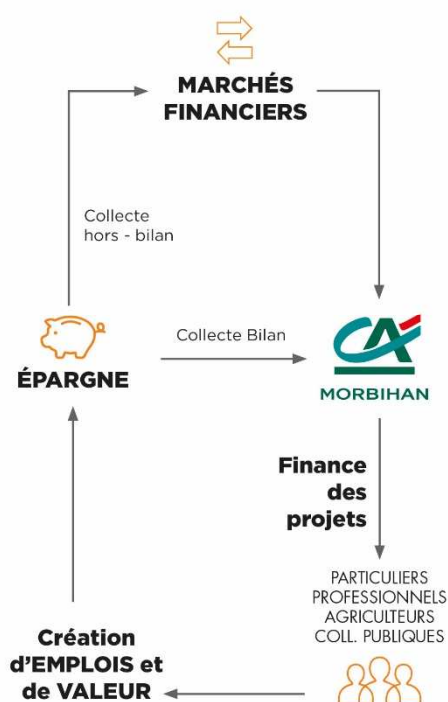 MARCHÉS
FINANCIERS
Collecte
hors - bilan
Collecte Bilan
ÉPARGNE
CA
MORBIHAN
Finance
des
projets
PARTICULIERS
PROFESSIONNELS
AGRICULTEURS
COLL. PUBLIQUES
Création
d'EMPLOIS et
de VALEUR